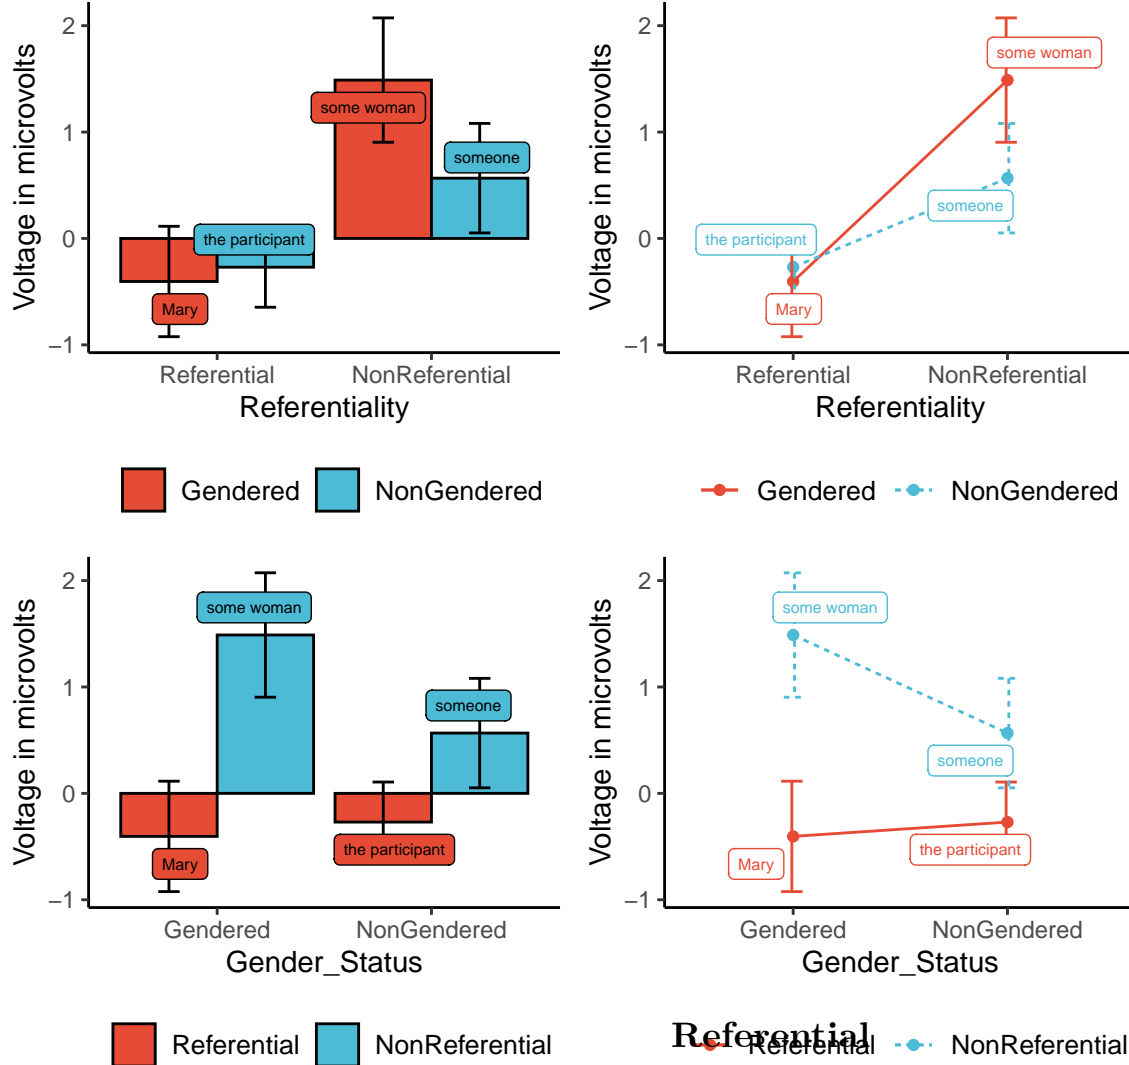 2
1
0
−1
Voltage in microvolts
some woman
someone
the participant
Mary
Referential NonReferential
Referentiality
Gendered NonGendered
2
1
0
−1
Voltage in microvolts
some woman
someone
the participant
Mary
Referential NonReferential
Referentiality
Gendered NonGendered
2
1
0
−1
Voltage in microvolts
some woman
someone
the participant
Mary
Gendered NonGendered
Gender_Status
Referential NonReferential
2
1
0
−1
Voltage in microvolts
some woman
someone
the participant
Mary
Gendered NonGendered
Gender_Status
Referential
Referential NonReferential